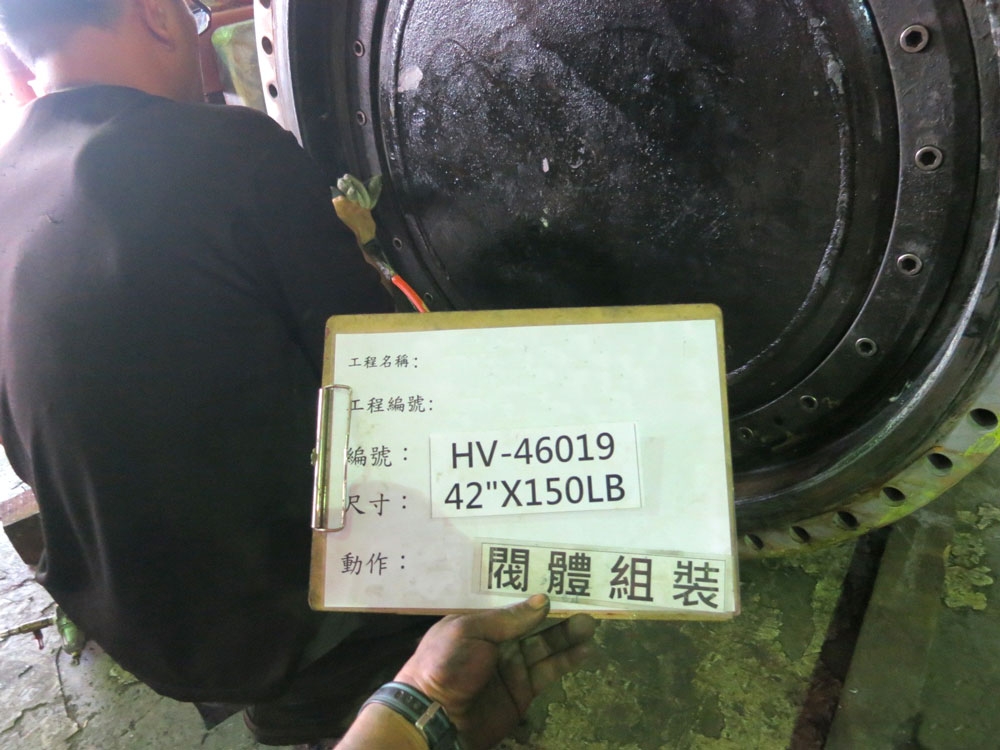 工程名稱：
工程編號：
編號： HV-46019
尺寸： 42"X150LB
動作： 閥體組裝